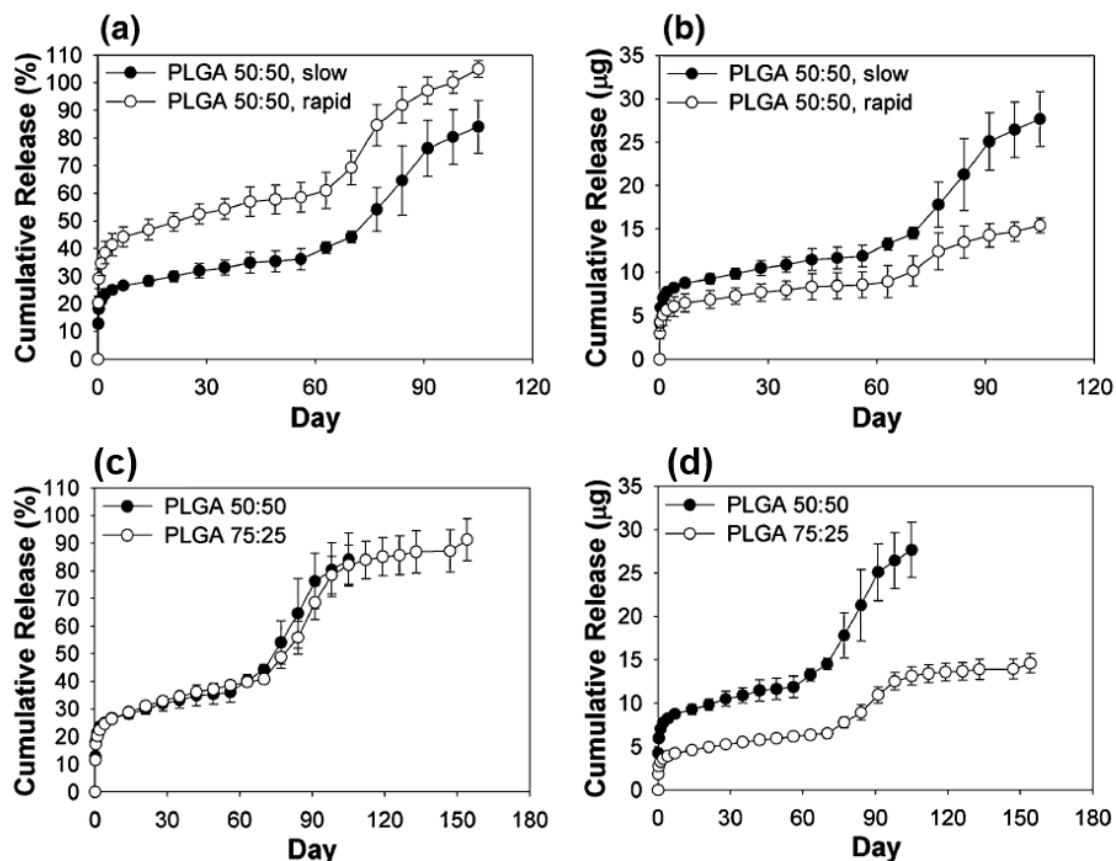 (a)
PLGA 50:50, slow
PLGA 50:50, rapid
Cumulative Release (%)
110
100
90
80
70
60
50
40
30
20
10
0
0 30 60 90 120
Day
(b)
PLGA 50:50, slow
PLGA 50:50, rapid
Cumulative Release (μg)
35
30
25
20
15
10
5
0
0 30 60 90 120
Day
(c)
PLGA 50:50
PLGA 75:25
Cumulative Release (%)
110
100
90
80
70
60
50
40
30
20
10
0
0 30 60 90 120 150 180
Day
(d)
PLGA 50:50
PLGA 75:25
Cumulative Release (μg)
35
30
25
20
15
10
5
0
0 30 60 90 120 150 180
Day